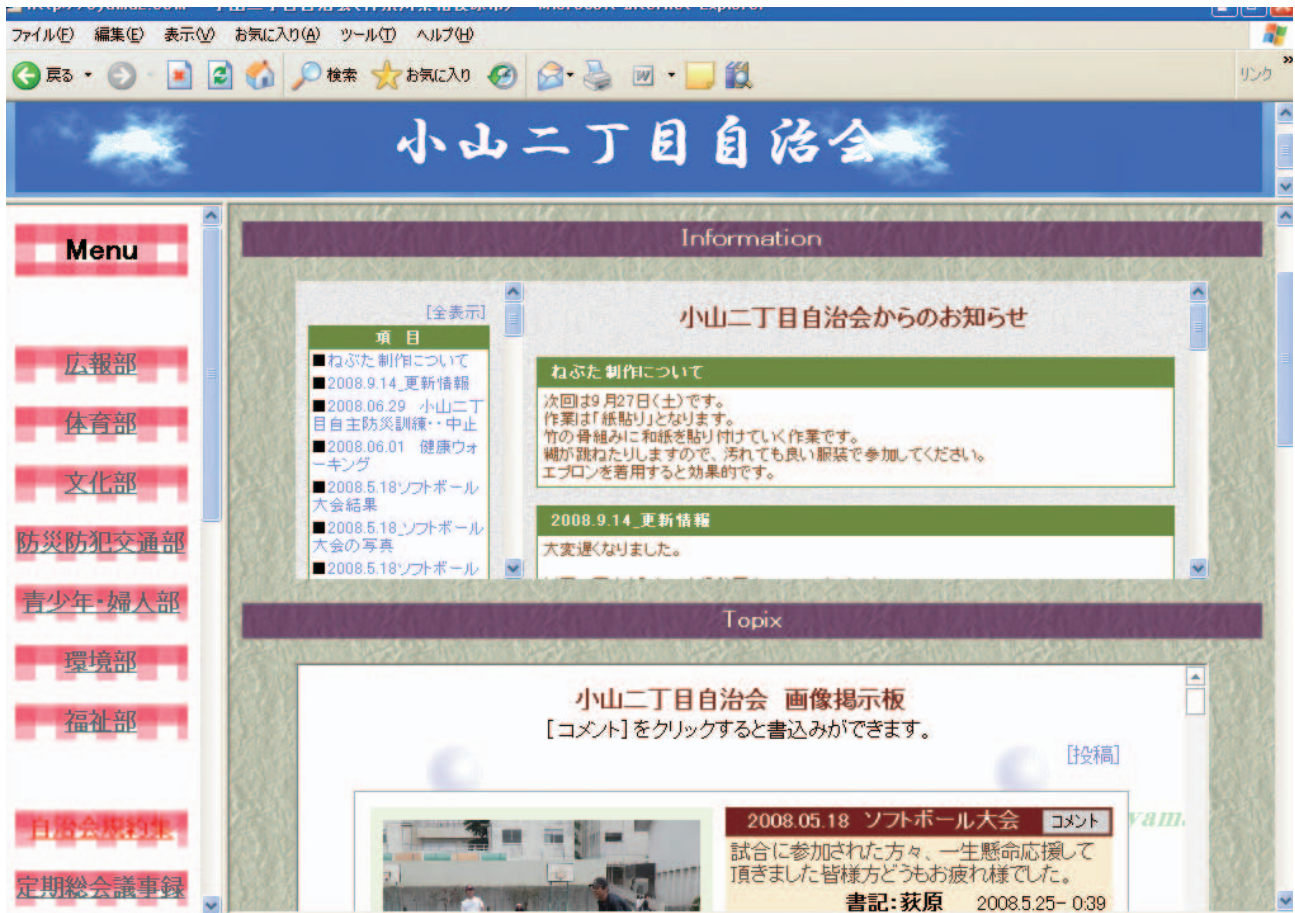 ファイル(F) 編集(E) 表示(V) お気に入り(A) ツール(T) ヘルプ(H)
戻る 検索 お気に入り リンク
小山二丁目自治会
Menu
広報部
体育部
文化部
防災防犯交通部
青少年・婦人部
環境部
福祉部
自治会規約集
定期総会議事録
Information
[全表示]
項 目
■ねぶた制作について
■2008.9.14_更新情報
■2008.06.29 小山二丁
目自主防災訓練・・中止
■2008.06.01 健康ウォ
ーキング
■2008.5.18ソフトボール
大会結果
■2008.5.18_ソフトボール
大会の写真
■2008.5.18ソフトボール
小山二丁目自治会からのお知らせ
ねぶた制作について
次回は9月27日(土)です。
作業は「紙貼り」となります。
竹の骨組みに和紙を貼り付けていく作業です。
糊が跳ねたりしますので、汚れても良い服装で参加してください。
エプロンを着用すると効果的です。
2008.9.14_更新情報
大変遅くなりました。
Topix
小山二丁目自治会 画像掲示板
[コメント]をクリックすると書込みができます。
[投稿]
2008.05.18 ソフトボール大会 コメント
試合に参加された方々、一生懸命応援して
頂きました皆様方どうもお疲れ様でした。
書記:萩原 2008.5.25- 0:39